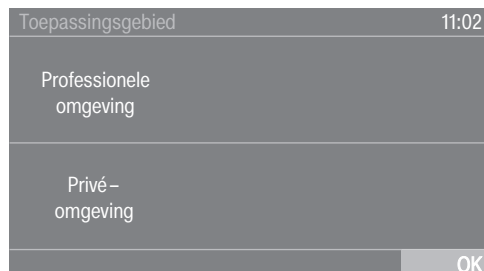 Toepassingsgebied 11:02
Professionele
omgeving
Privé –
omgeving
OK